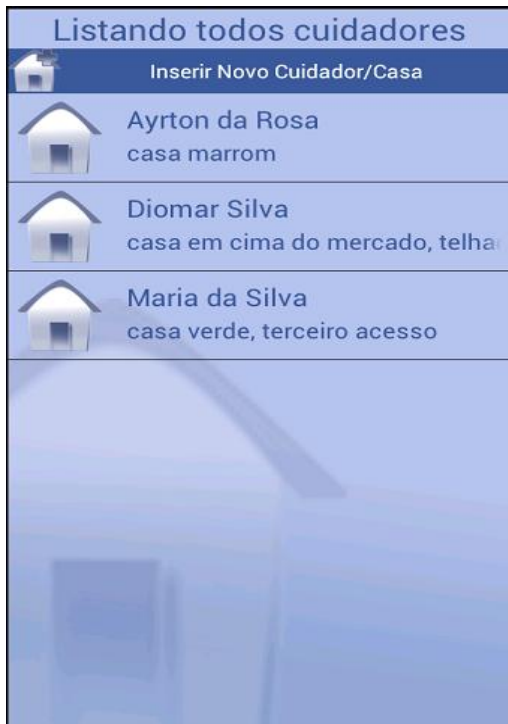 Listando todos cuidadores
Inserir Novo Cuidador/Casa
Ayrton da Rosa
casa marrom
Diomar Silva
casa em cima do mercado,
Maria da Silva
casa verde, terceiro acesso